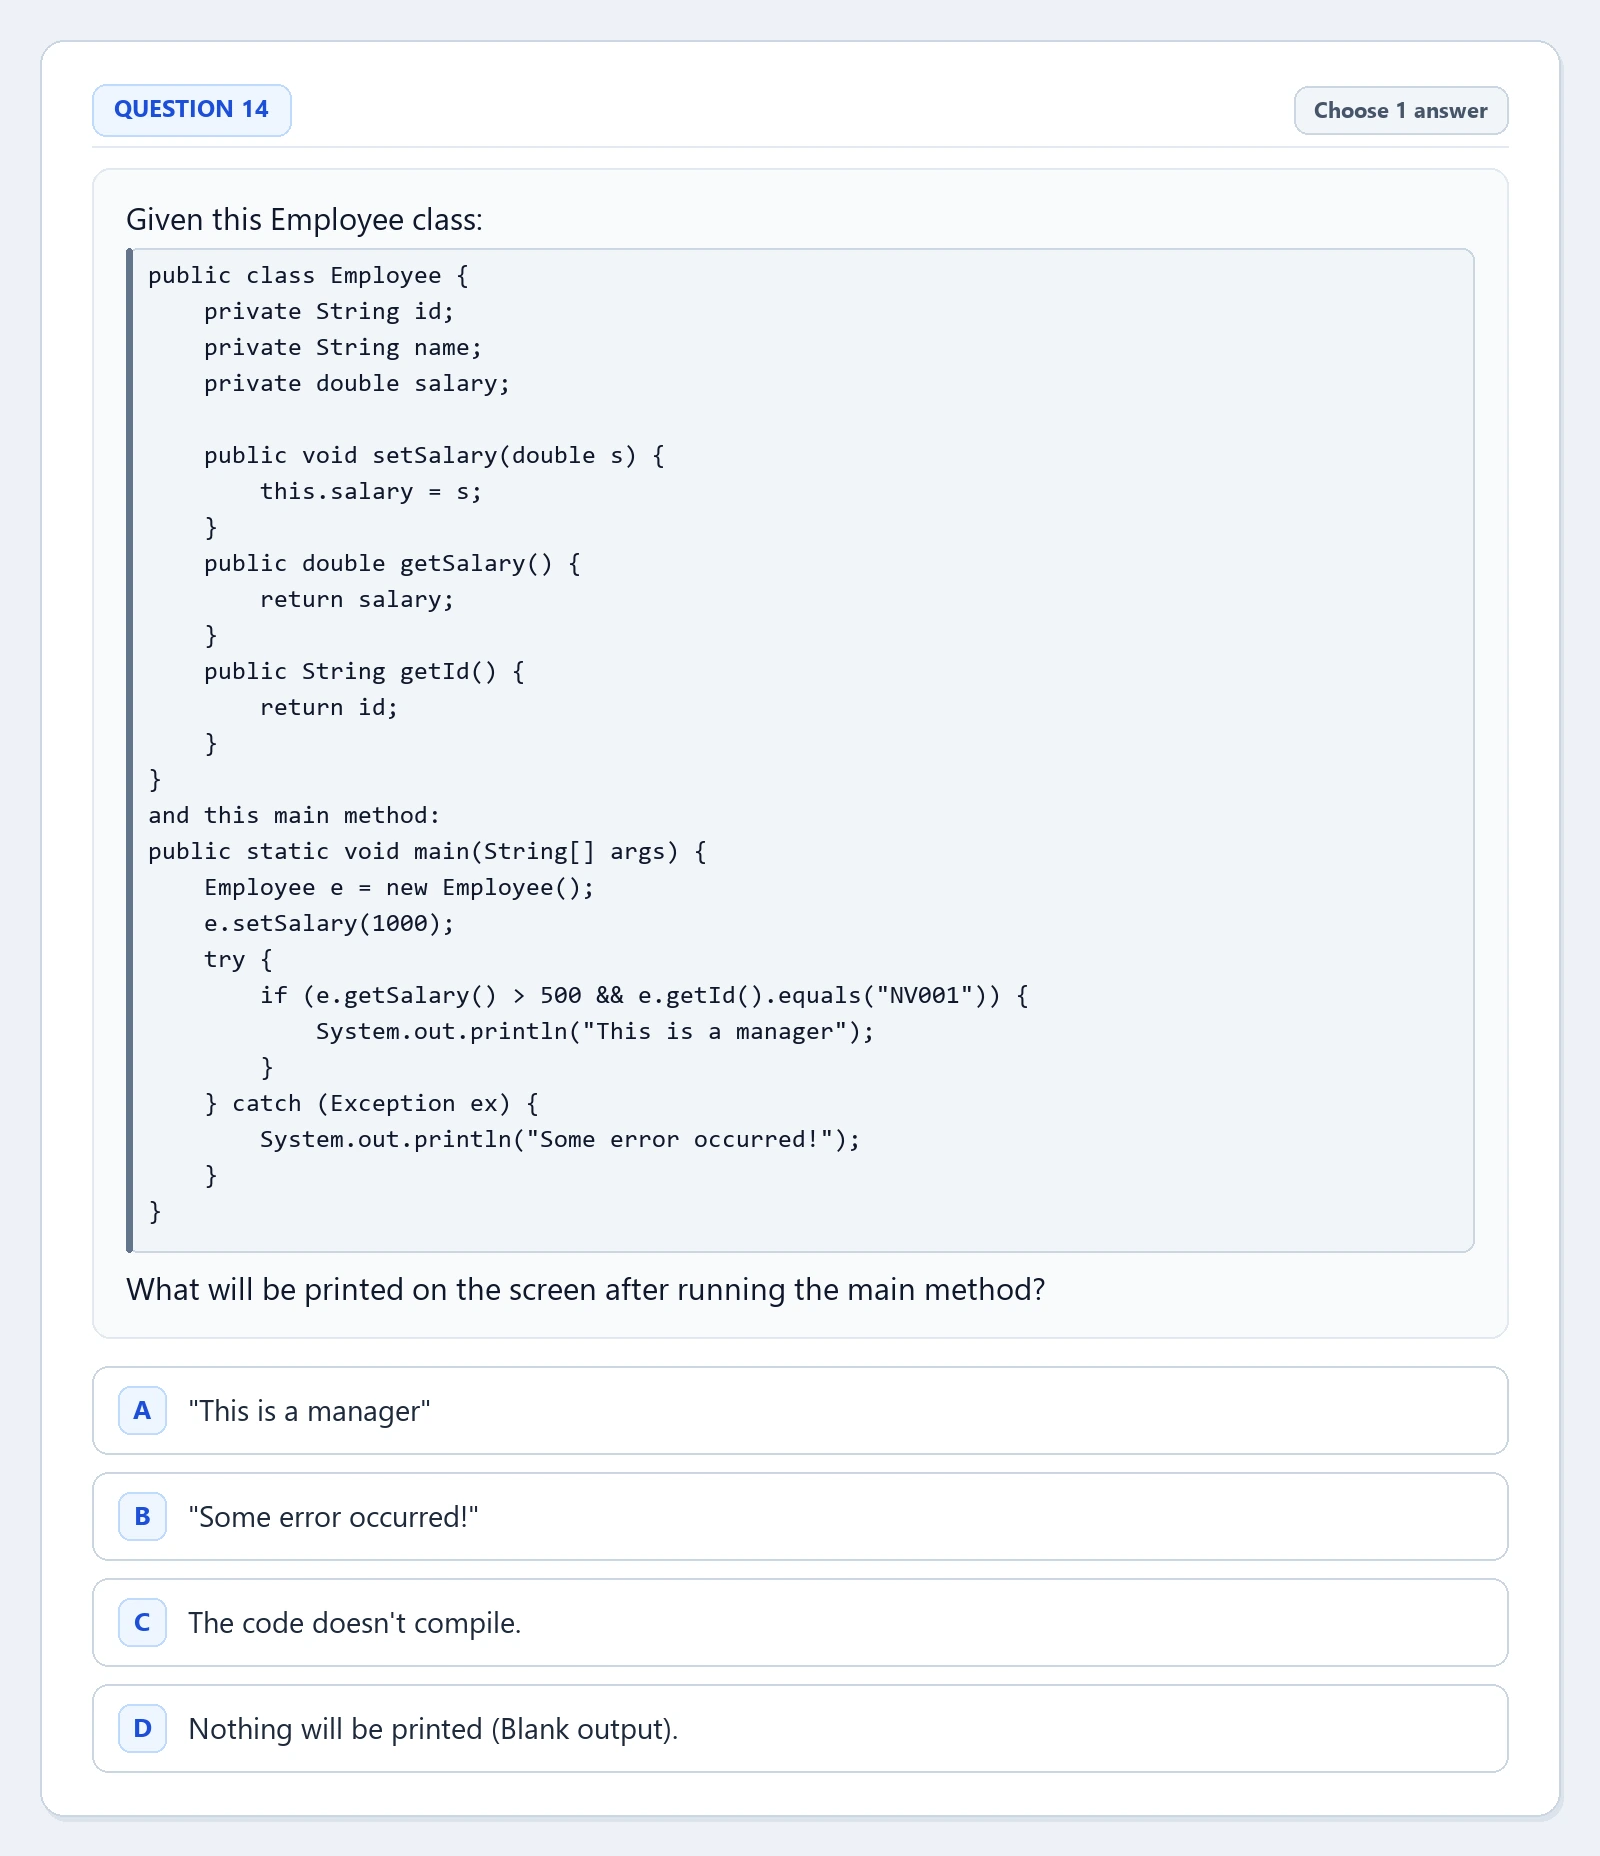 QUESTION 14
Choose 1 answer
Given this Employee class:
public class Employee {
    private String id;
    private String name;
    private double salary;

    public void setSalary(double s) {
        this.salary = s;
    }
    public double getSalary() {
        return salary;
    }
    public String getId() {
        return id;
    }
}
and this main method:
public static void main(String[] args) {
    Employee e = new Employee();
    e.setSalary(1000);
    try {
        if (e.getSalary() > 500 && e.getId().equals("NV001")) {
            System.out.println("This is a manager");
        }
    } catch (Exception ex) {
        System.out.println("Some error occurred!");
    }
}
What will be printed on the screen after running the main method?
A "This is a manager"
B "Some error occurred!"
C The code doesn't compile.
D Nothing will be printed (Blank output).